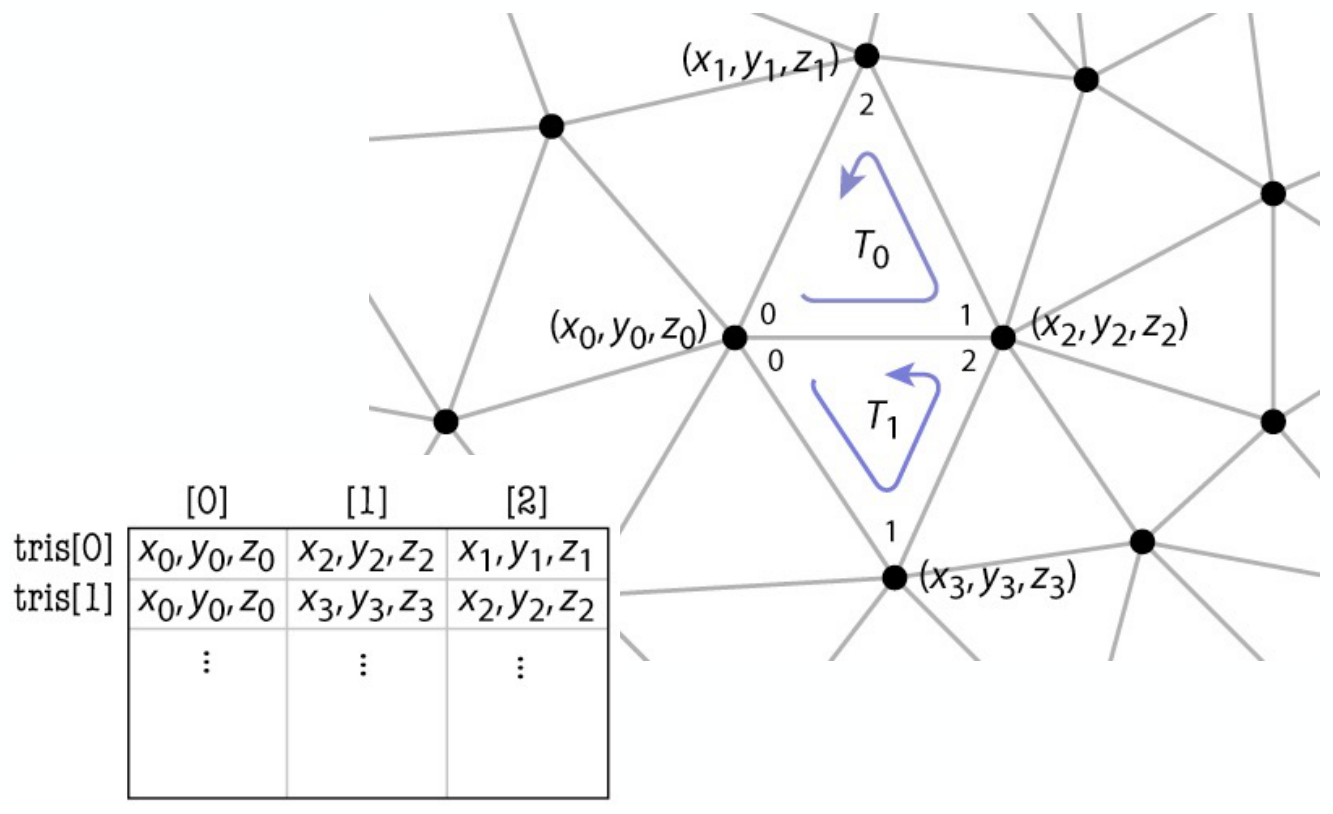 (x₁, y₁, z₁)
2
T₀
0
1
(x₀, y₀, z₀)
(x₂, y₂, z₂)
0
2
T₁
1
(x₃, y₃, z₃)
[0] [1] [2]
tris[0] x₀, y₀, z₀ x₂, y₂, z₂ x₁, y₁, z₁
tris[1] x₀, y₀, z₀ x₃, y₃, z₃ x₂, y₂, z₂
⋮ ⋮ ⋮